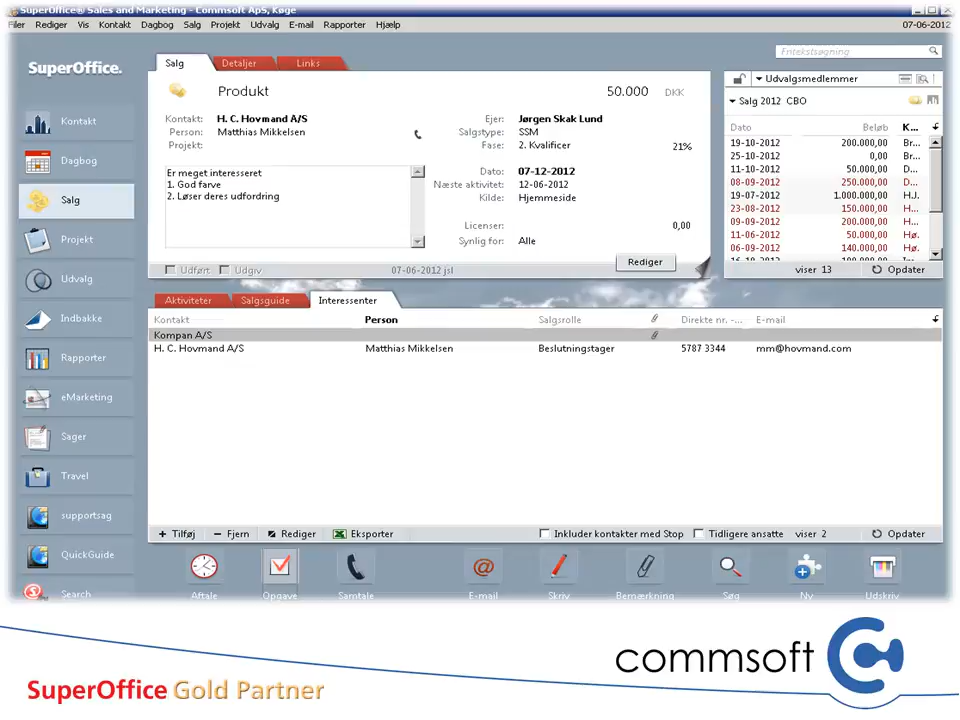 SuperOffice® Sales and Marketing - Commsoft ApS, Køge
Filer Rediger Vis Kontakt Dagbog Salg Projekt Udvalg E-mail Rapporter Hjælp 07-06-2012
SuperOffice.
Kontakt
Dagbog
Salg
Projekt
Udvalg
Indbakke
Rapporter
eMarketing
Sager
Travel
supportsag
QuickGuide
Search
Salg Detaljer Links
Produkt 50.000 DKK
Kontakt: H. C. Hovmand A/S
Person: Matthias Mikkelsen
Projekt:
Ejer: Jørgen Skak Lund
Salgstype: SSM
Fase: 2. Kvalificer 21%
Er meget interesseret
1. God farve
2. Løser deres udfordring
Dato: 07-12-2012
Næste aktivitet: 12-06-2012
Kilde: Hjemmeside
Licenser: 0,00
Synlig for: Alle
Udført Udgiv 07-06-2012 jsl Rediger
Fritekstsøgning
Udvalgsmedlemmer
Salg 2012 CBO
Dato Beløb K...
19-10-2012 200.000,00 Br...
25-10-2012 0,00 Br...
11-10-2012 50.000,00 D...
08-09-2012 250.000,00 D...
19-07-2012 1.000.000,00 H.J.
23-08-2012 150.000,00 H...
09-09-2012 200.000,00 H...
11-06-2012 50.000,00 Hø.
06-09-2012 140.000,00 Hø.
viser 13 Opdater
Aktiviteter Salgsguide Interessenter
Kontakt Person Salgsrolle Direkte nr. -... E-mail
Kompan A/S
H. C. Hovmand A/S Matthias Mikkelsen Beslutningstager 5787 3344 mm@hovmand.com
+ Tilføj − Fjern Rediger Eksporter Inkluder kontakter med Stop Tidligere ansatte viser 2 Opdater
Aftale Opgave Samtale E-mail Skriv Bemærkning Søg Ny Udskriv
commsoft
SuperOffice Gold Partner